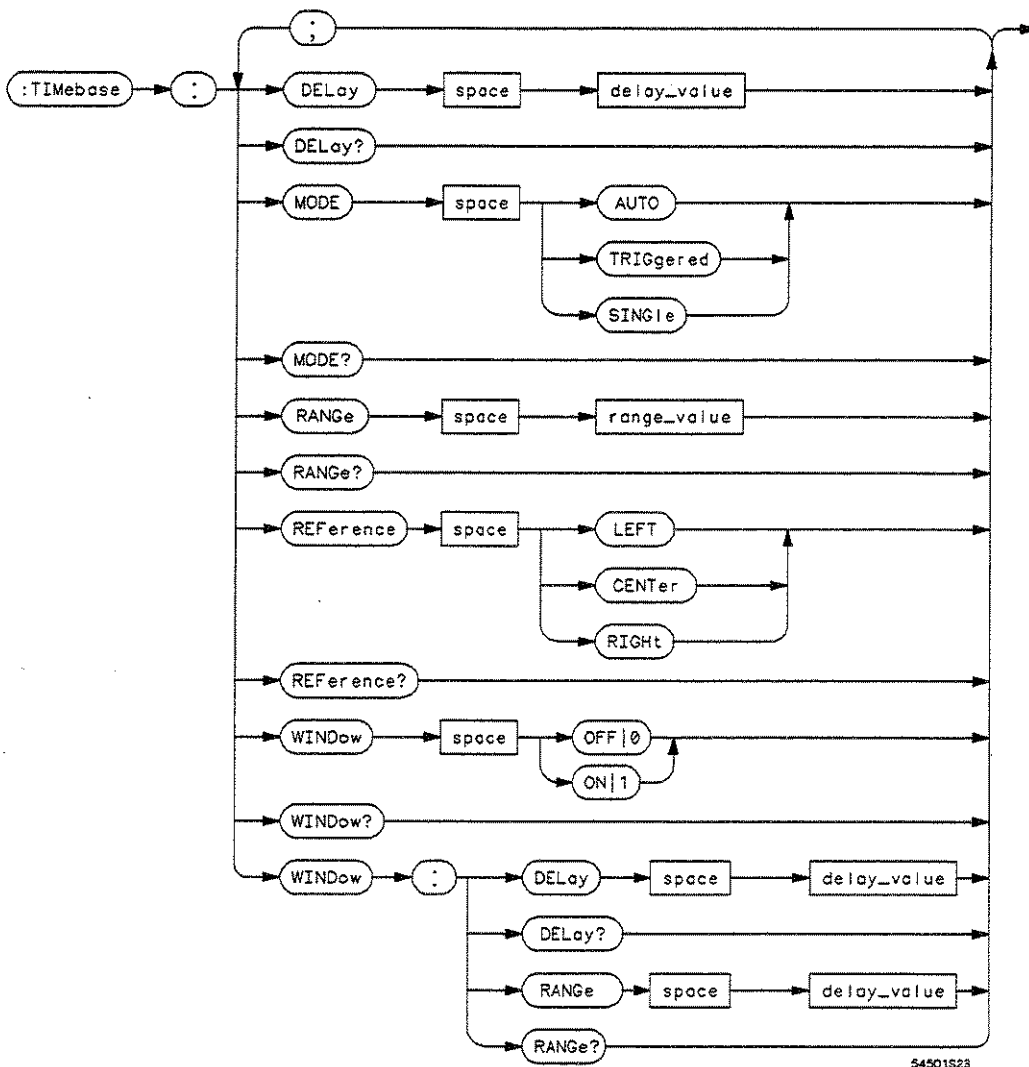 ;
:TIMebase : DELay space delay_value
DELay?
MODE space AUTO
TRIGgered
SINGle
MODE?
RANGe space range_value
RANGe?
REFerence space LEFT
CENTer
RIGHt
REFerence?
WINDow space OFF|0
ON|1
WINDow?
WINDow : DELay space delay_value
DELay?
RANGe space delay_value
RANGe?
54501S23